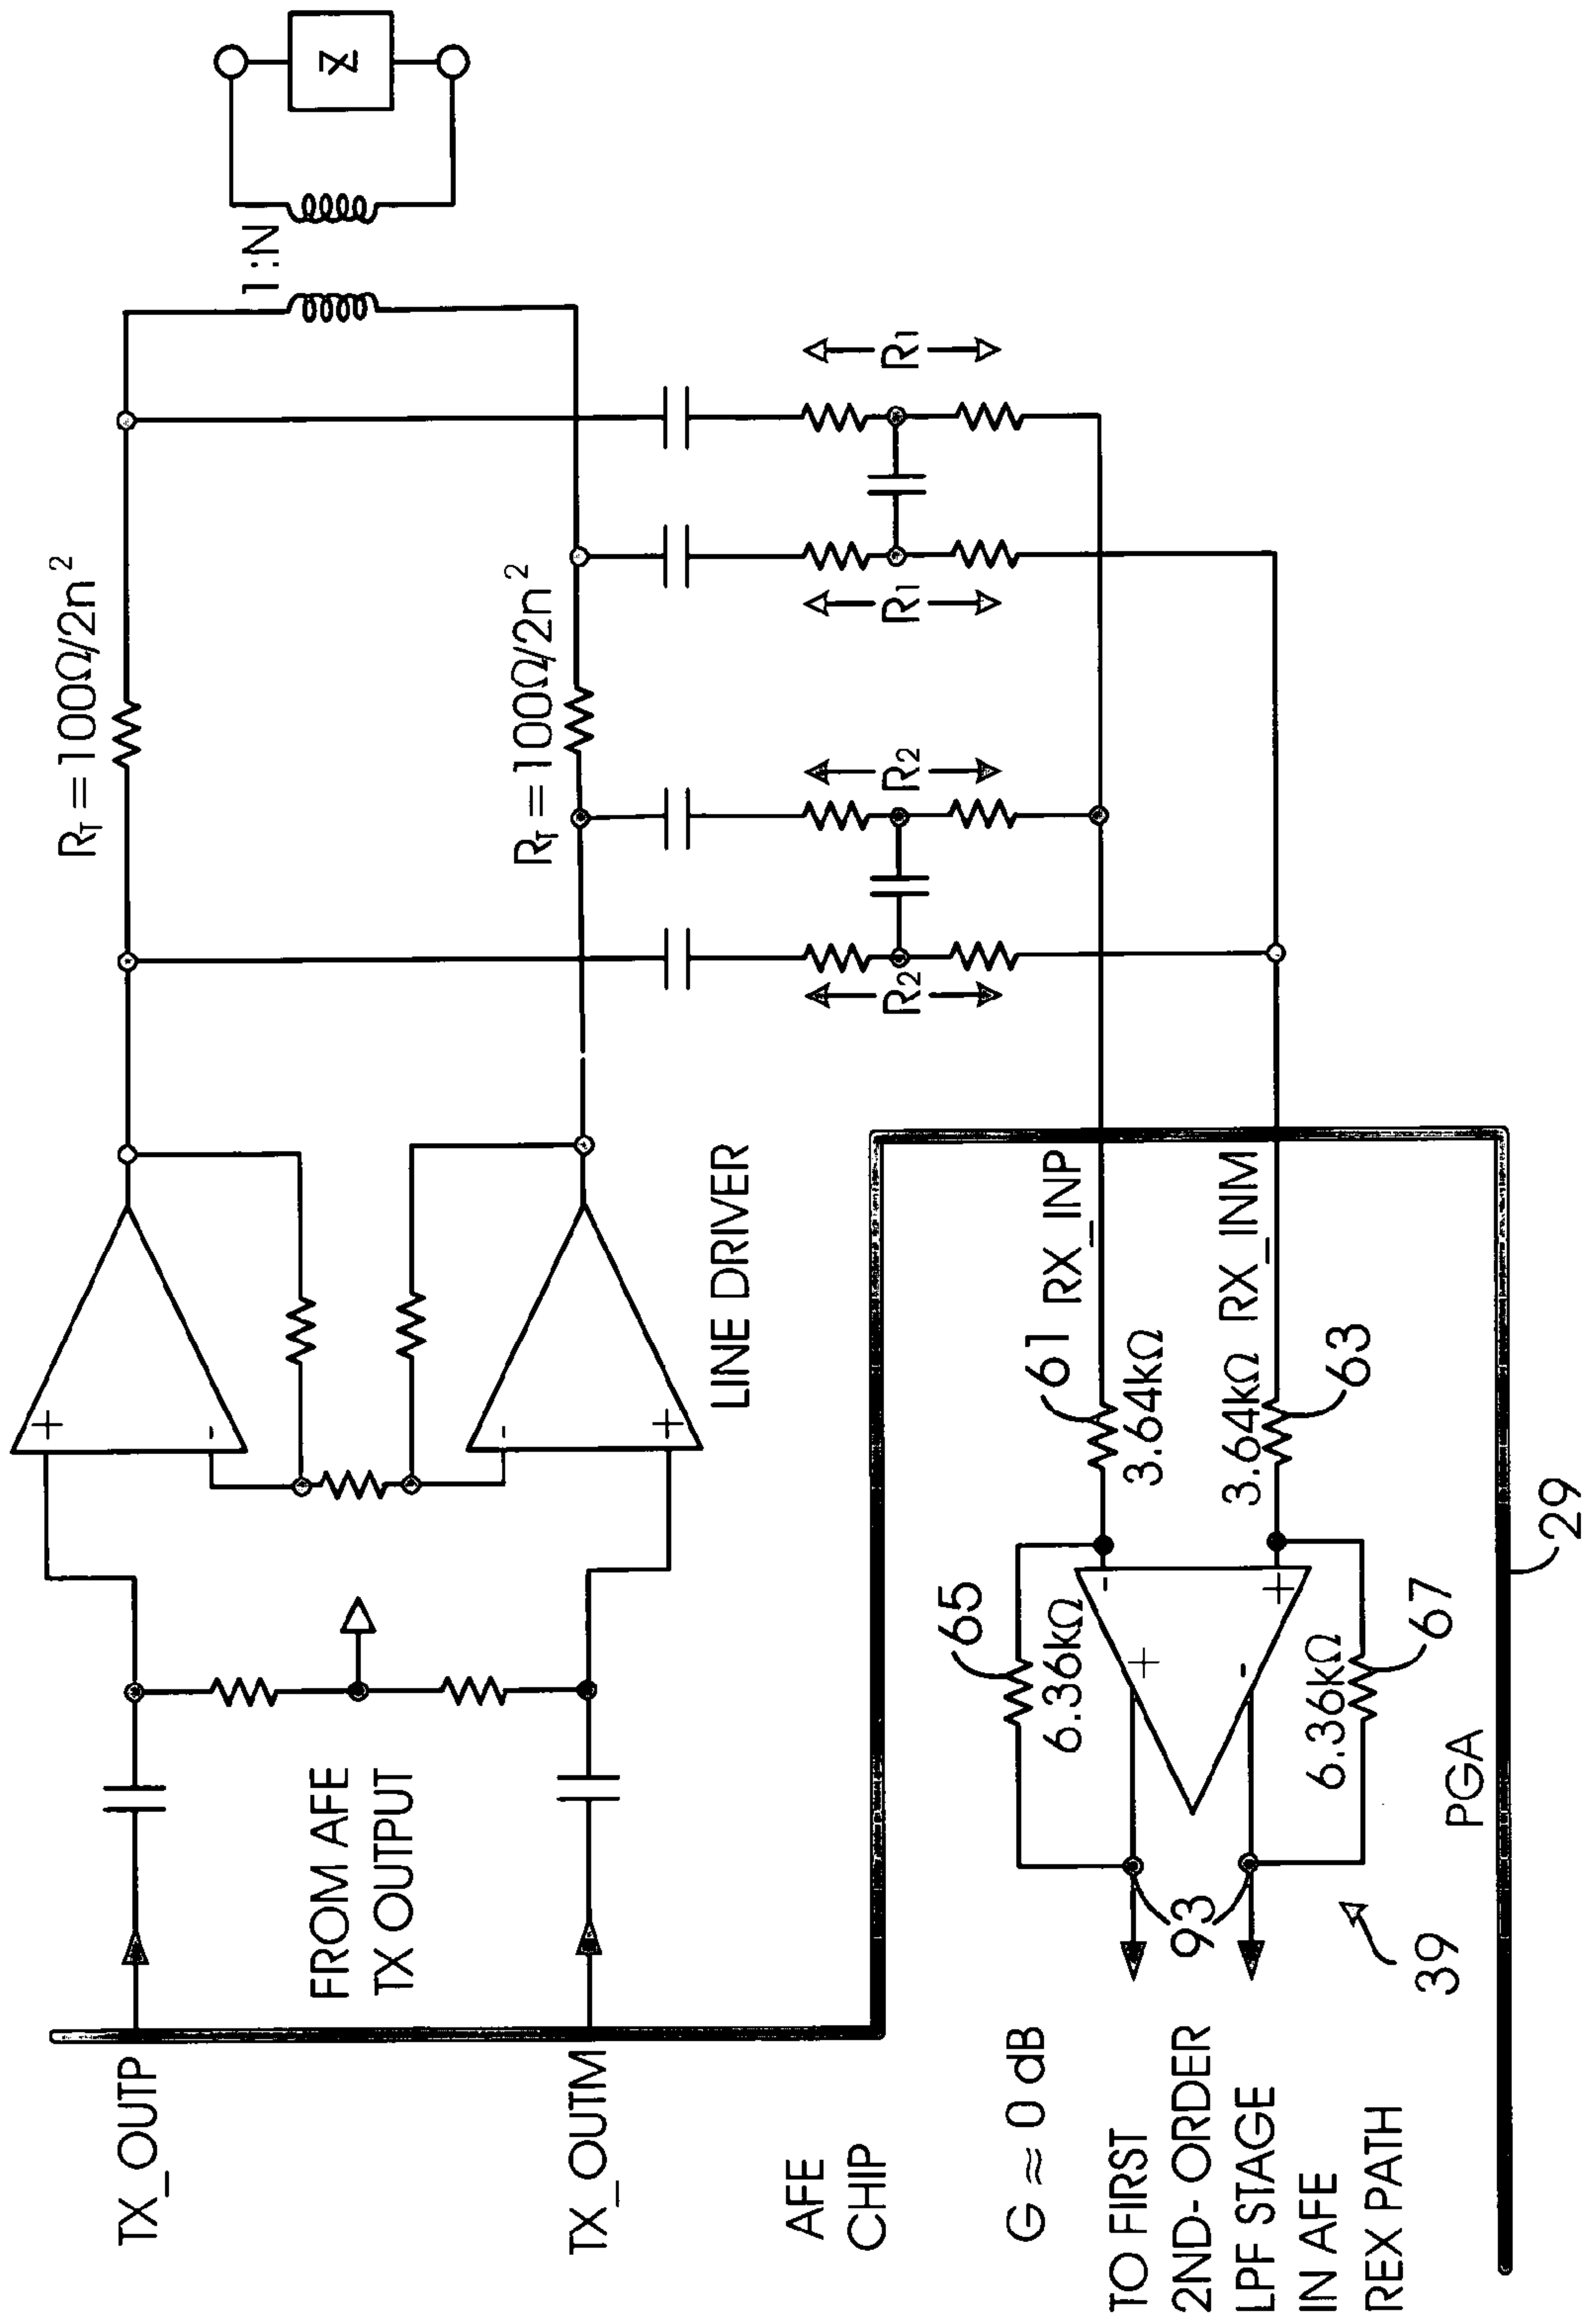 TX_OUTP
TX_OUTM
FROM AFE
TX OUTPUT
+
-
-
+
LINE DRIVER
R_T = 100Ω/2n²
R_T = 100Ω/2n²
1:N
Z
R2
R2
R1
R1
AFE
CHIP
G ≈ 0 dB
TO FIRST
2ND- ORDER
LPF STAGE
IN AFE
REX PATH
RX_INP
RX_INM
61
3.64kΩ
3.64kΩ
63
65
6.36kΩ
-
+
+
-
6.36kΩ
67
93
39
PGA
29